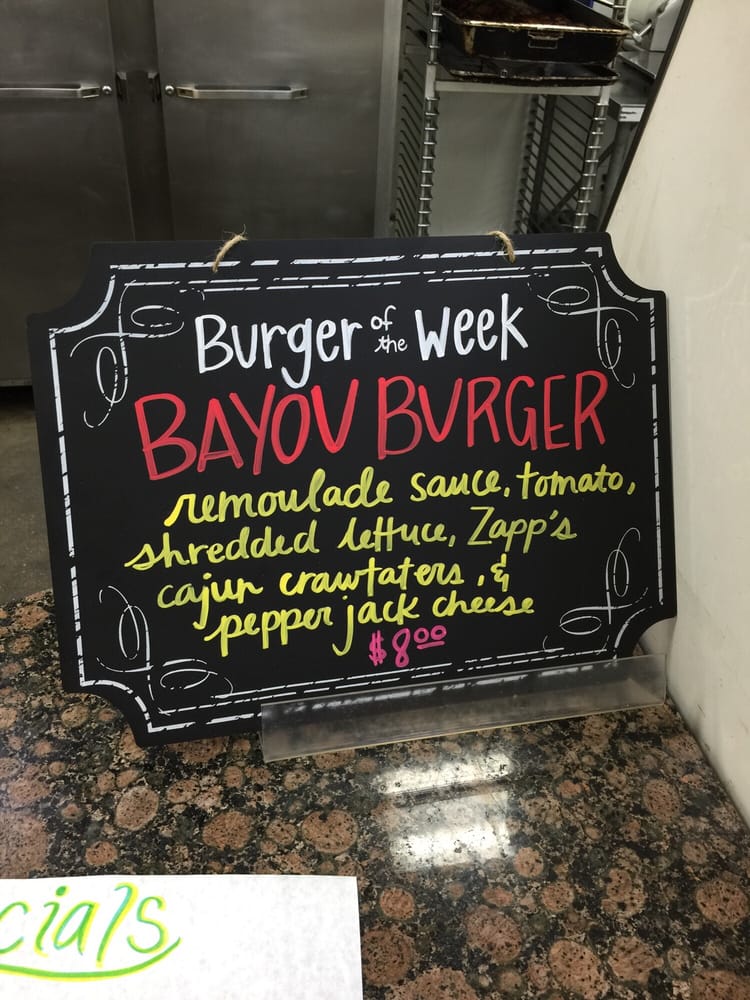 Burger of the Week
BAYOU BURGER
remoulade sauce, tomato,
shredded lettuce, Zapp's
cajun crawtaters, &
pepper jack cheese
$8.00
cials